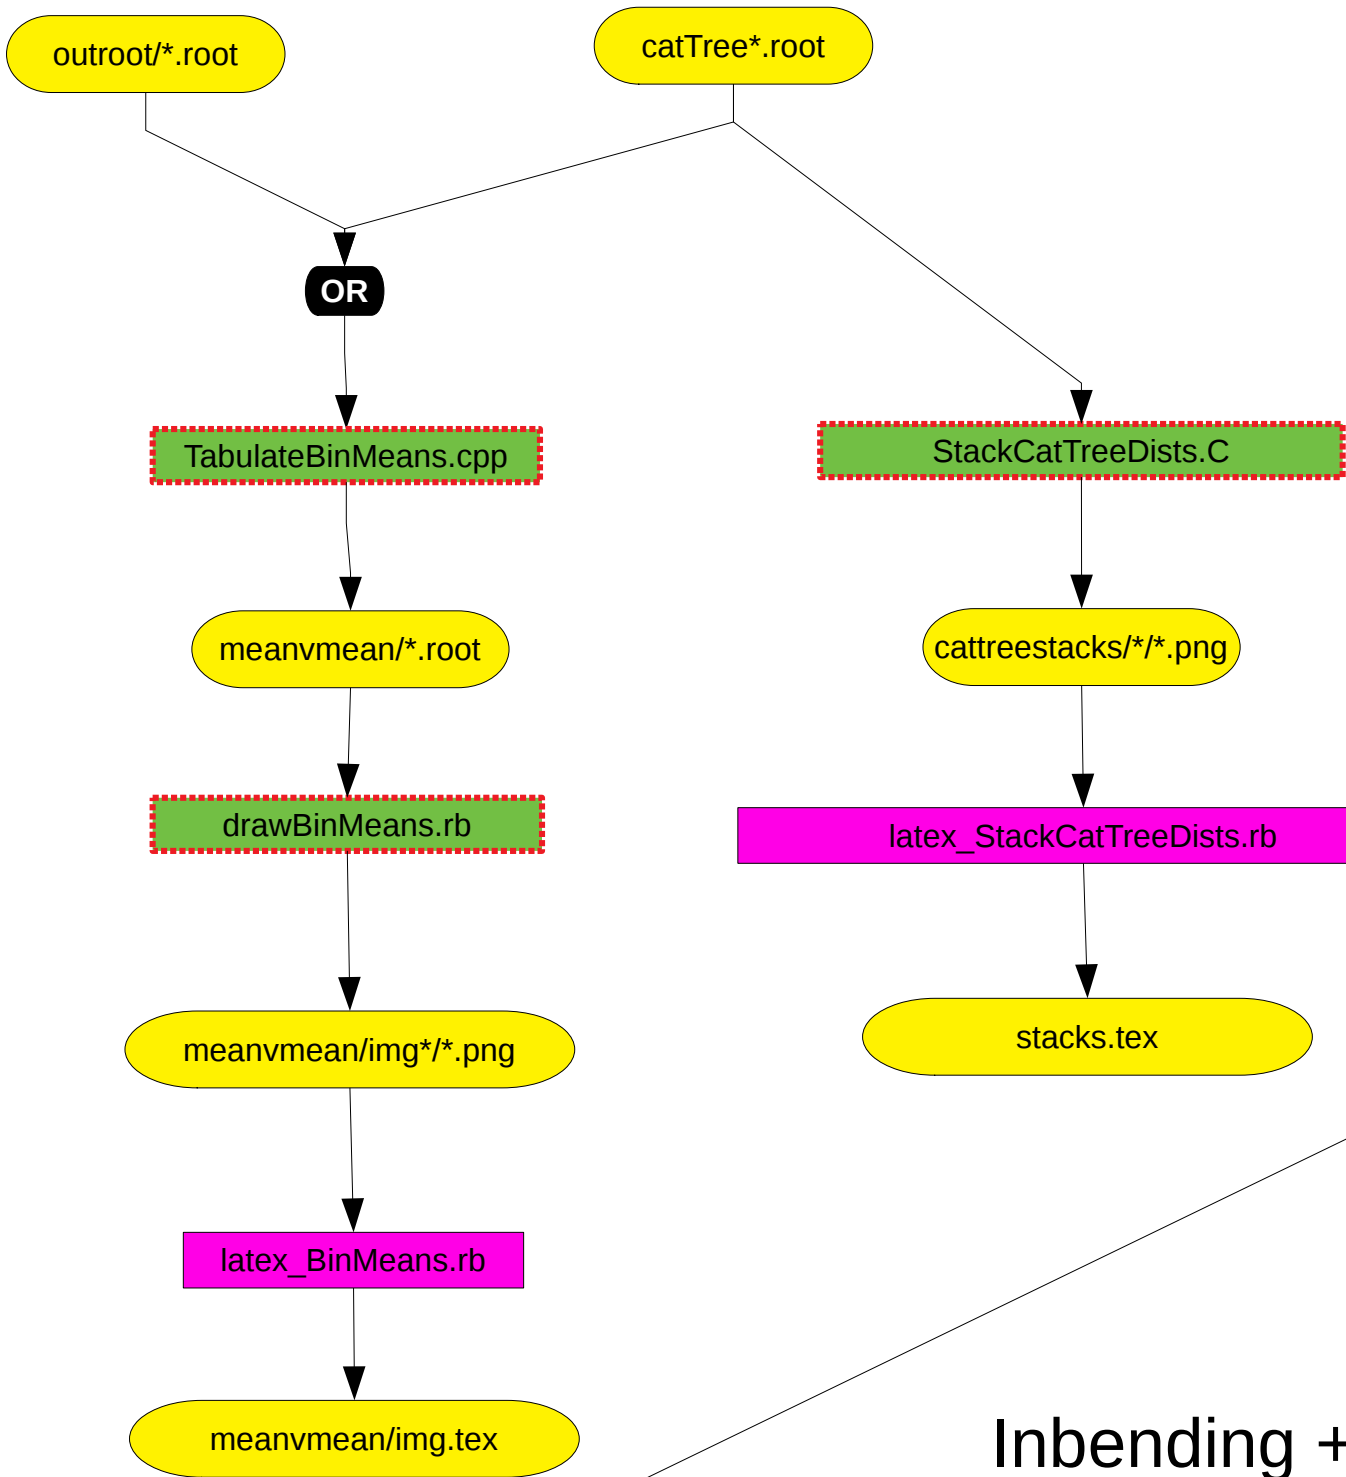 outroot/*.root
catTree*.root
OR
TabulateBinMeans.cpp
StackCatTreeDists.C
meanvmean/*.root
cattreestacks/*/*.png
drawBinMeans.rb
latex_StackCatTreeDists.rb
meanvmean/img*/*.png
stacks.tex
latex_BinMeans.rb
meanvmean/img.tex
Inbending +